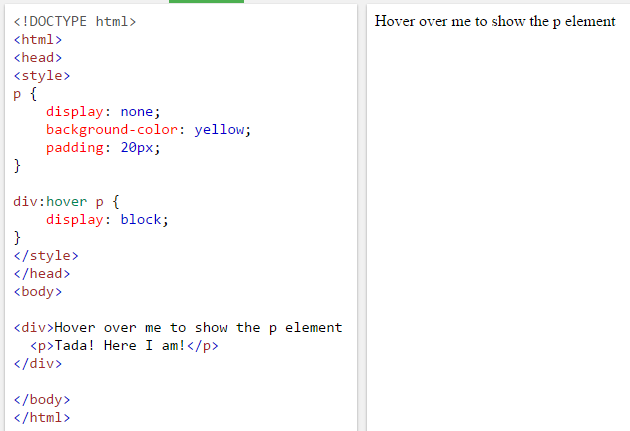 <!DOCTYPE html>
<html>
<head>
<style>
p {
    display: none;
    background-color: yellow;
    padding: 20px;
}

div:hover p {
    display: block;
}
</style>
</head>
<body>

<div>Hover over me to show the p element
  <p>Tada! Here I am!</p>
</div>

</body>
</html>
Hover over me to show the p element